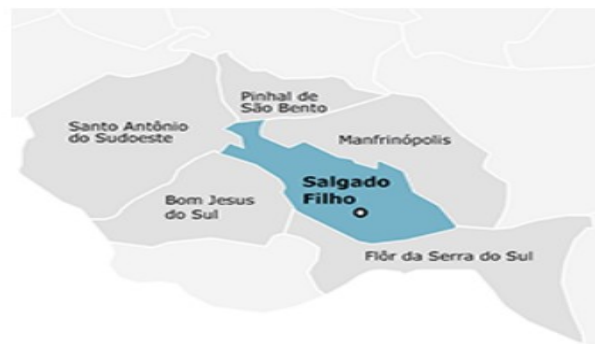 Pinhal de
São Bento
Santo Antônio
do Sudoeste
Manfrinópolis
Salgado
Filho
Bom Jesus
do Sul
Flôr da Serra do Sul